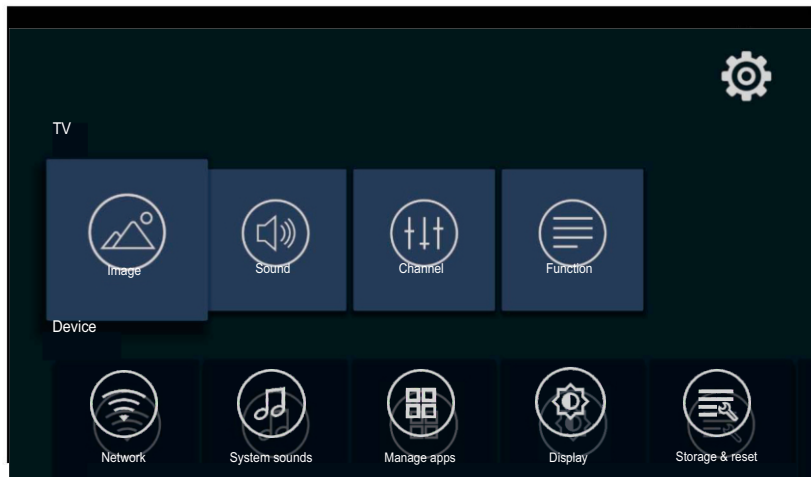 TV
Image
Sound
Channel
Function
Device
Network
System sounds
Manage apps
Display
Storage & reset